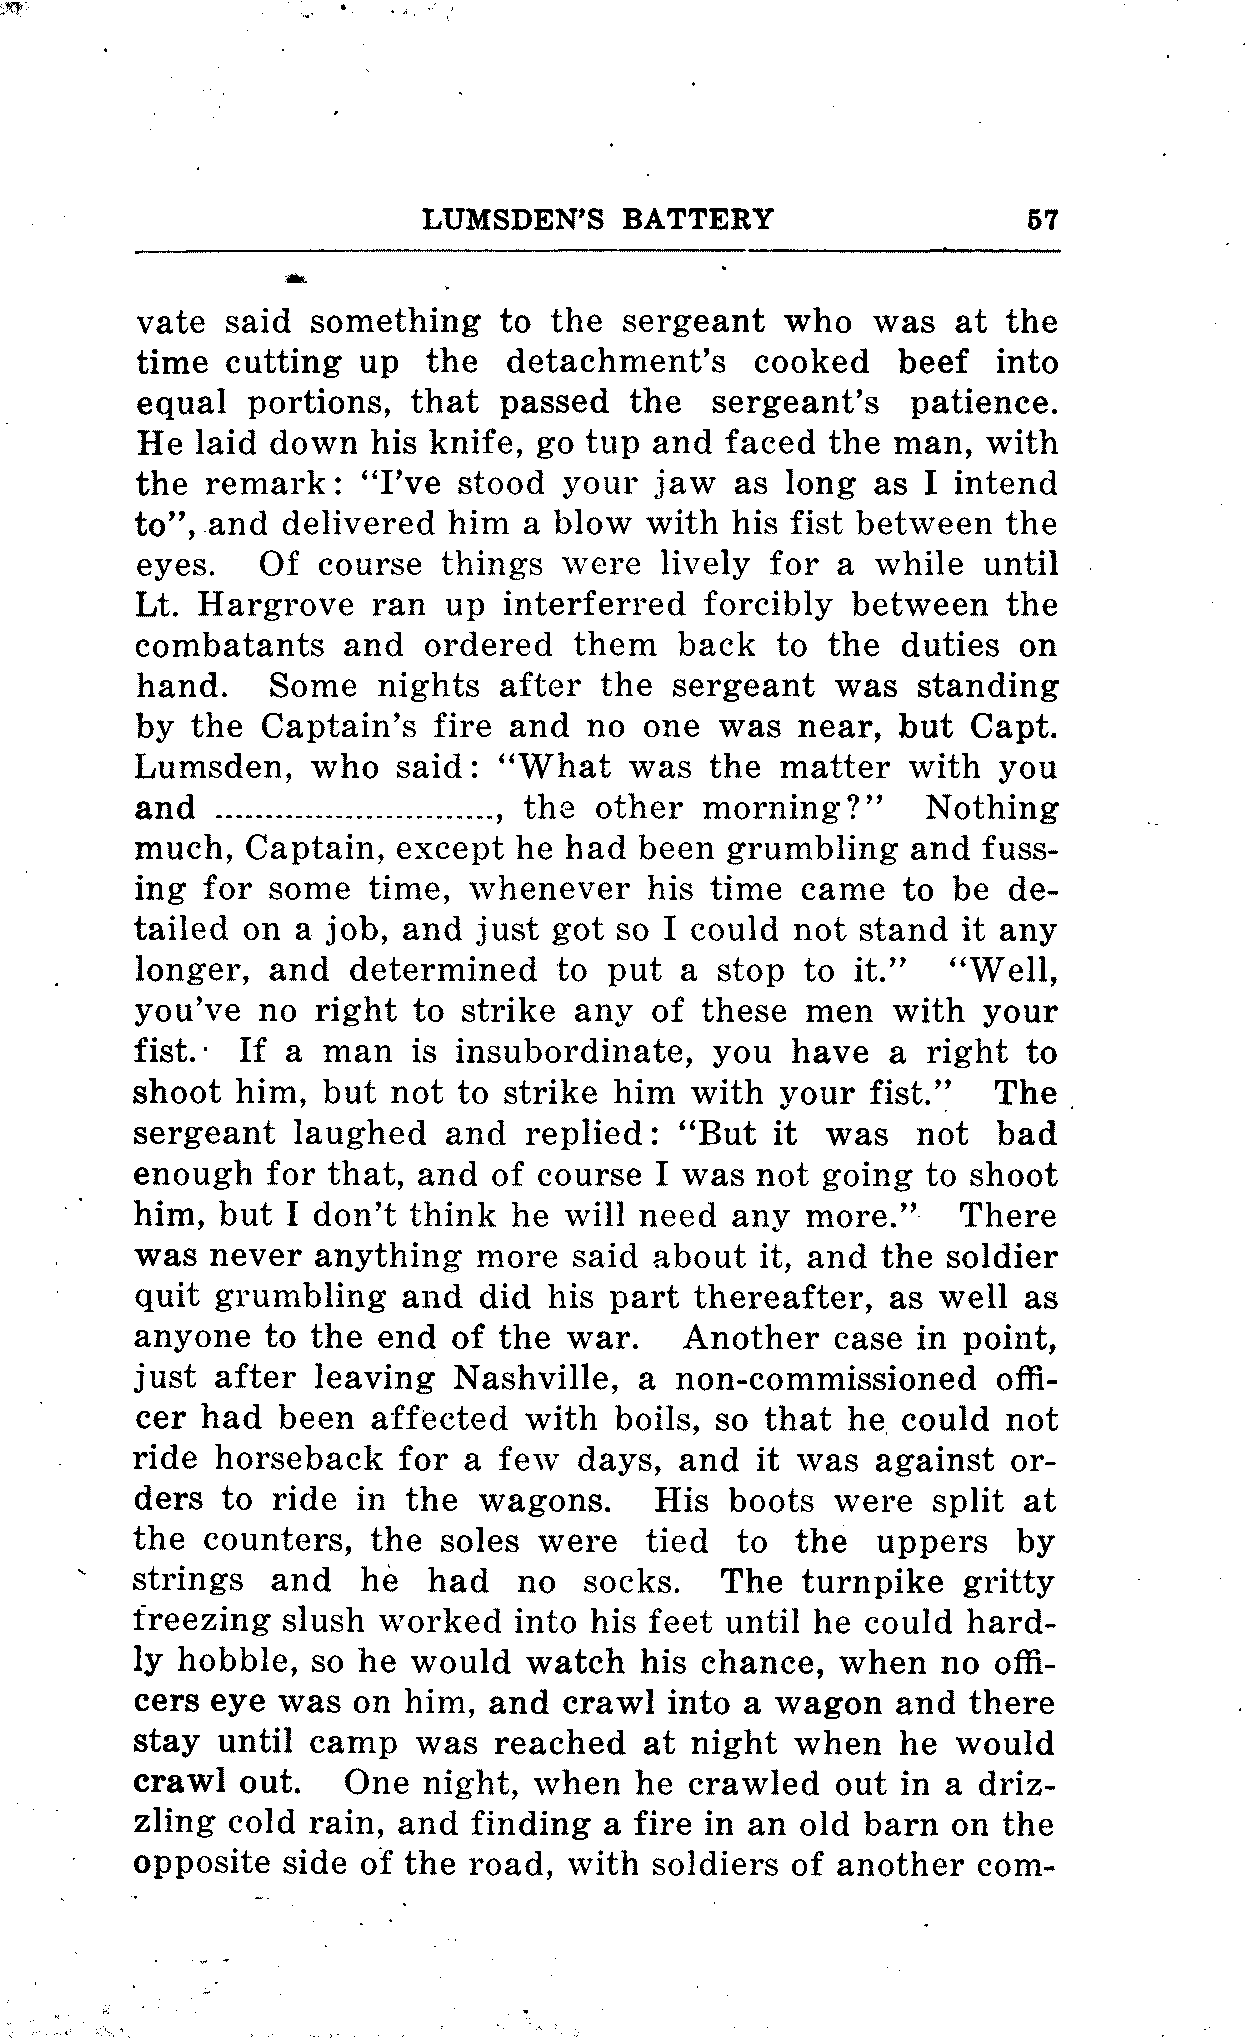 LUMSDEN'S BATTERY 57
vate said something to the sergeant who was at the
time cutting up the detachment's cooked beef into
equal portions, that passed the sergeant's patience.
He laid down his knife, go tup and faced the man, with
the remark: "I've stood your jaw as long as I intend
to", and delivered him a blow with his fist between the
eyes. Of course things were lively for a while until
Lt. Hargrove ran up interferred forcibly between the
combatants and ordered them back to the duties on
hand. Some nights after the sergeant was standing
by the Captain's fire and no one was near, but Capt.
Lumsden, who said: "What was the matter with you
and ............................, the other morning?" Nothing
much, Captain, except he had been grumbling and fuss-
ing for some time, whenever his time came to be de-
tailed on a job, and just got so I could not stand it any
longer, and determined to put a stop to it." "Well,
you've no right to strike any of these men with your
fist. If a man is insubordinate, you have a right to
shoot him, but not to strike him with your fist." The
sergeant laughed and replied: "But it was not bad
enough for that, and of course I was not going to shoot
him, but I don't think he will need any more." There
was never anything more said about it, and the soldier
quit grumbling and did his part thereafter, as well as
anyone to the end of the war. Another case in point,
just after leaving Nashville, a non-commissioned offi-
cer had been affected with boils, so that he could not
ride horseback for a few days, and it was against or-
ders to ride in the wagons. His boots were split at
the counters, the soles were tied to the uppers by
strings and he had no socks. The turnpike gritty
freezing slush worked into his feet until he could hard-
ly hobble, so he would watch his chance, when no offi-
cers eye was on him, and crawl into a wagon and there
stay until camp was reached at night when he would
crawl out. One night, when he crawled out in a driz-
zling cold rain, and finding a fire in an old barn on the
opposite side of the road, with soldiers of another com-